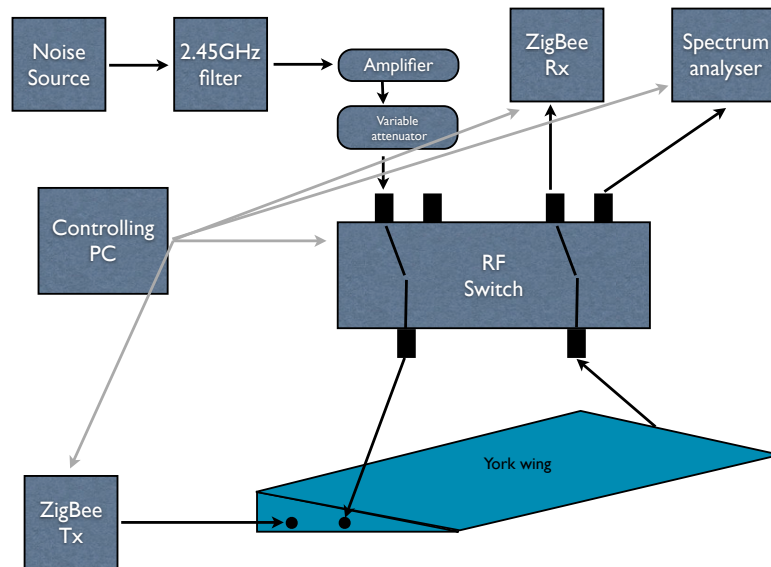 Noise
Source
2.45GHz
filter
Amplifier
Variable
attenuator
ZigBee
Rx
Spectrum
analyser
Controlling
PC
RF
Switch
York wing
ZigBee
Tx